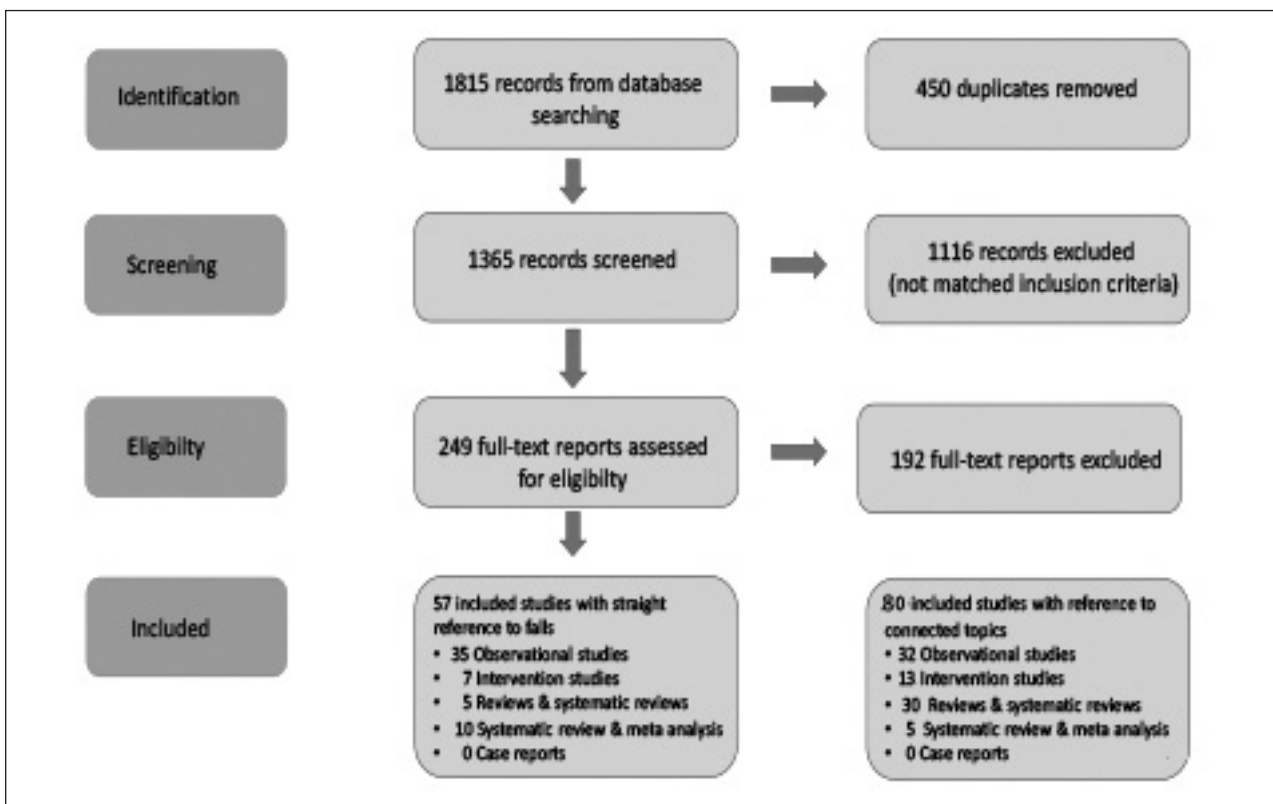 Identification
1815 records from database
searching
450 duplicates removed
Screening
1365 records screened
1116 records excluded
(not matched inclusion criteria)
Eligibilty
249 full-text reports assessed
for eligibilty
192 full-text reports excluded
Included
57 included studies with straight
reference to falls
• 35 Observational studies
• 7 Intervention studies
• 5 Reviews & systematic reviews
• 10 Systematic review & meta analysis
• 0 Case reports
80 included studies with reference to
connected topics
• 32 Observational studies
• 13 Intervention studies
• 30 Reviews & systematic reviews
• 5 Systematic review & meta analysis
• 0 Case reports